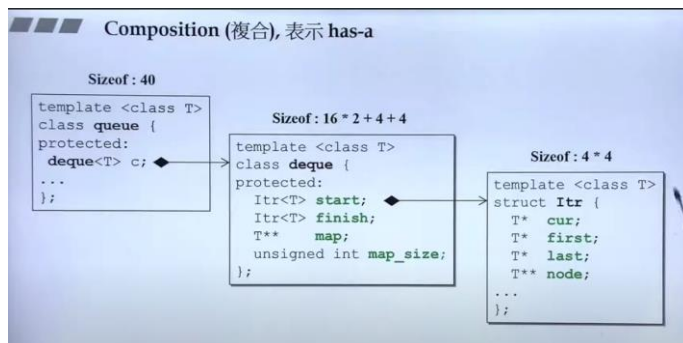 Composition (複合), 表示 has-a
Sizeof : 40
template <class T>
class queue {
protected:
deque<T> c;
...
};
Sizeof : 16 * 2 + 4 + 4
template <class T>
class deque {
protected:
Itr<T> start;
Itr<T> finish;
T** map;
unsigned int map_size;
};
Sizeof : 4 * 4
template <class T>
struct Itr {
T* cur;
T* first;
T* last;
T** node;
...
};